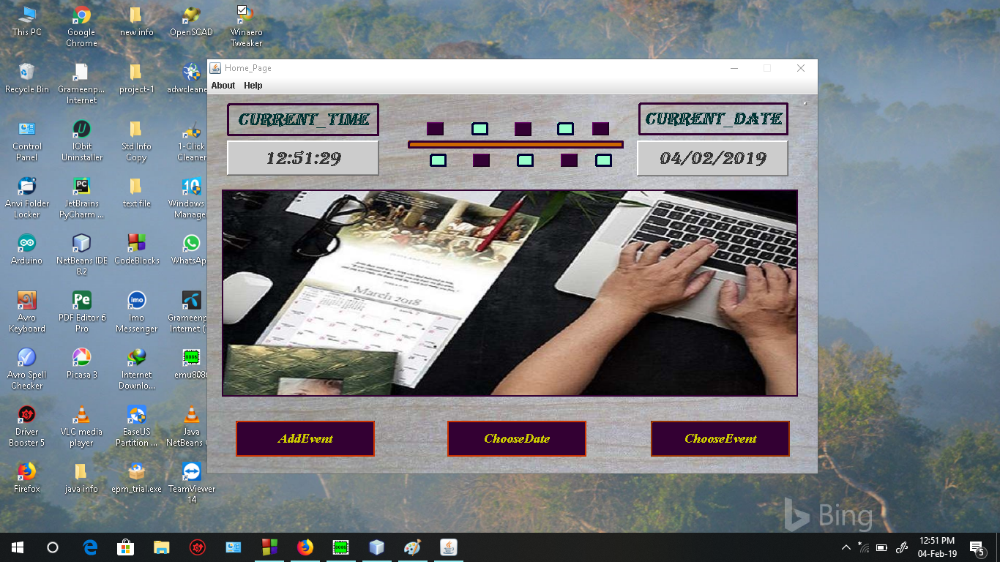 This PC
Google
Chrome
new info
OpenSCAD
Winaero
Tweaker
Recycle Bin
Grameenp...
Internet
project-1
adwcleane
Control
Panel
IObit
Uninstaller
Std Info
Copy
1-Click
Cleaner
Anvi Folder
Locker
JetBrains
PyCharm ...
text file
Windows
Manage
Arduino
NetBeans IDE
8.2
CodeBlocks
WhatsAp
Avro
Keyboard
PDF Editor 6
Pro
Imo
Messenger
Grameenp
Internet (
Avro Spell
Checker
Picasa 3
Internet
Downlo...
emu808
Driver
Booster 5
VLC media
player
EaseUS
Partition ...
Java
NetBeans
Firefox
java info
epm_trial.exe
TeamViewer
14
Home_Page
About Help
CURRENT_TIME
CURRENT_DATE
12:51:29
04/02/2019
March 2018
AddEvent
ChooseDate
ChooseEvent
Bing
12:51 PM
04-Feb-19
5